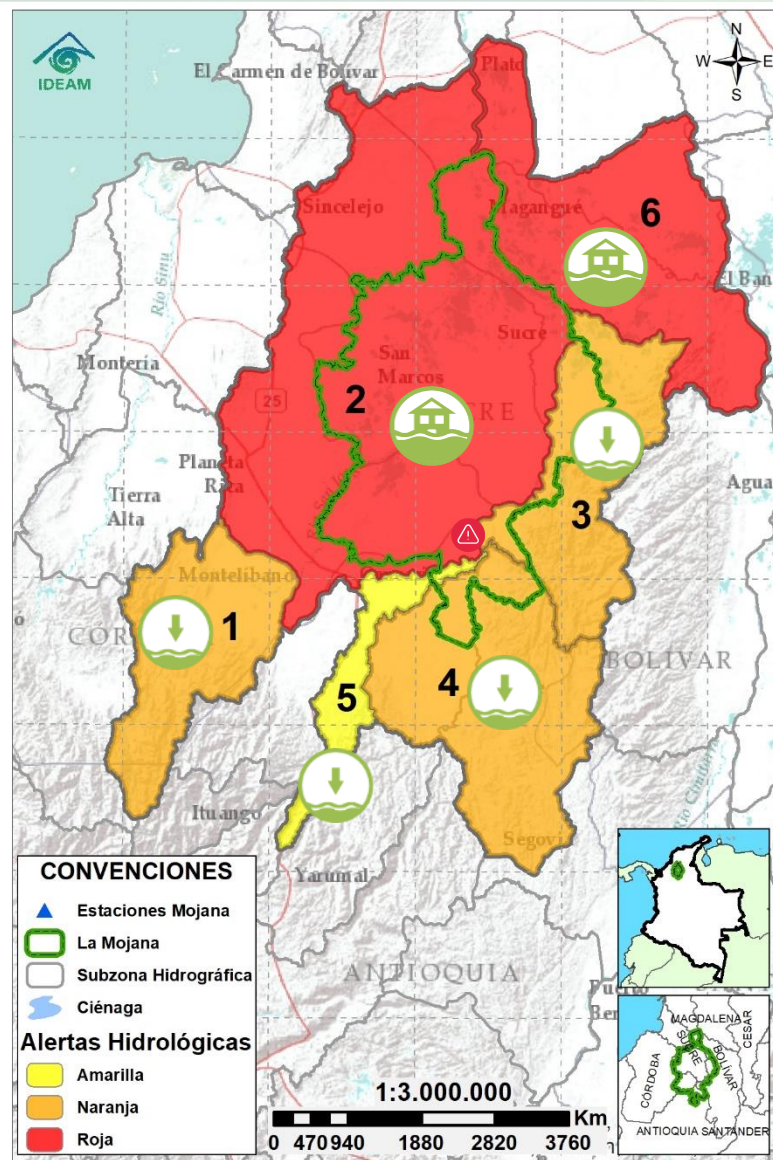 IDEAM
N
W E
S
El Carmen de Bolívar
Plato
Sincelejo
Magangué
6
El Ban
Río Sinú
Sucre
Montería
San
Marcos
25
2
CRE
Planeta
Rica
Tierra
Alta
Agua
3
Montelíbano
CÓR
1
BOLÍVAR
4
5
Ituango
Segovi
Yarumal
Río Cimitarra
ANTIOQUIA
Puerto
Ber
CONVENCIONES
Estaciones Mojana
La Mojana
Subzona Hidrográfica
Ciénaga
Alertas Hidrológicas
Amarilla
Naranja
Roja
1:3.000.000
Km
0 470 940 1880 2820 3760
MAGDALENA
CESAR
SUCRE
BOLÍVAR
CÓRDOBA
ANTIOQUIA SANTANDER